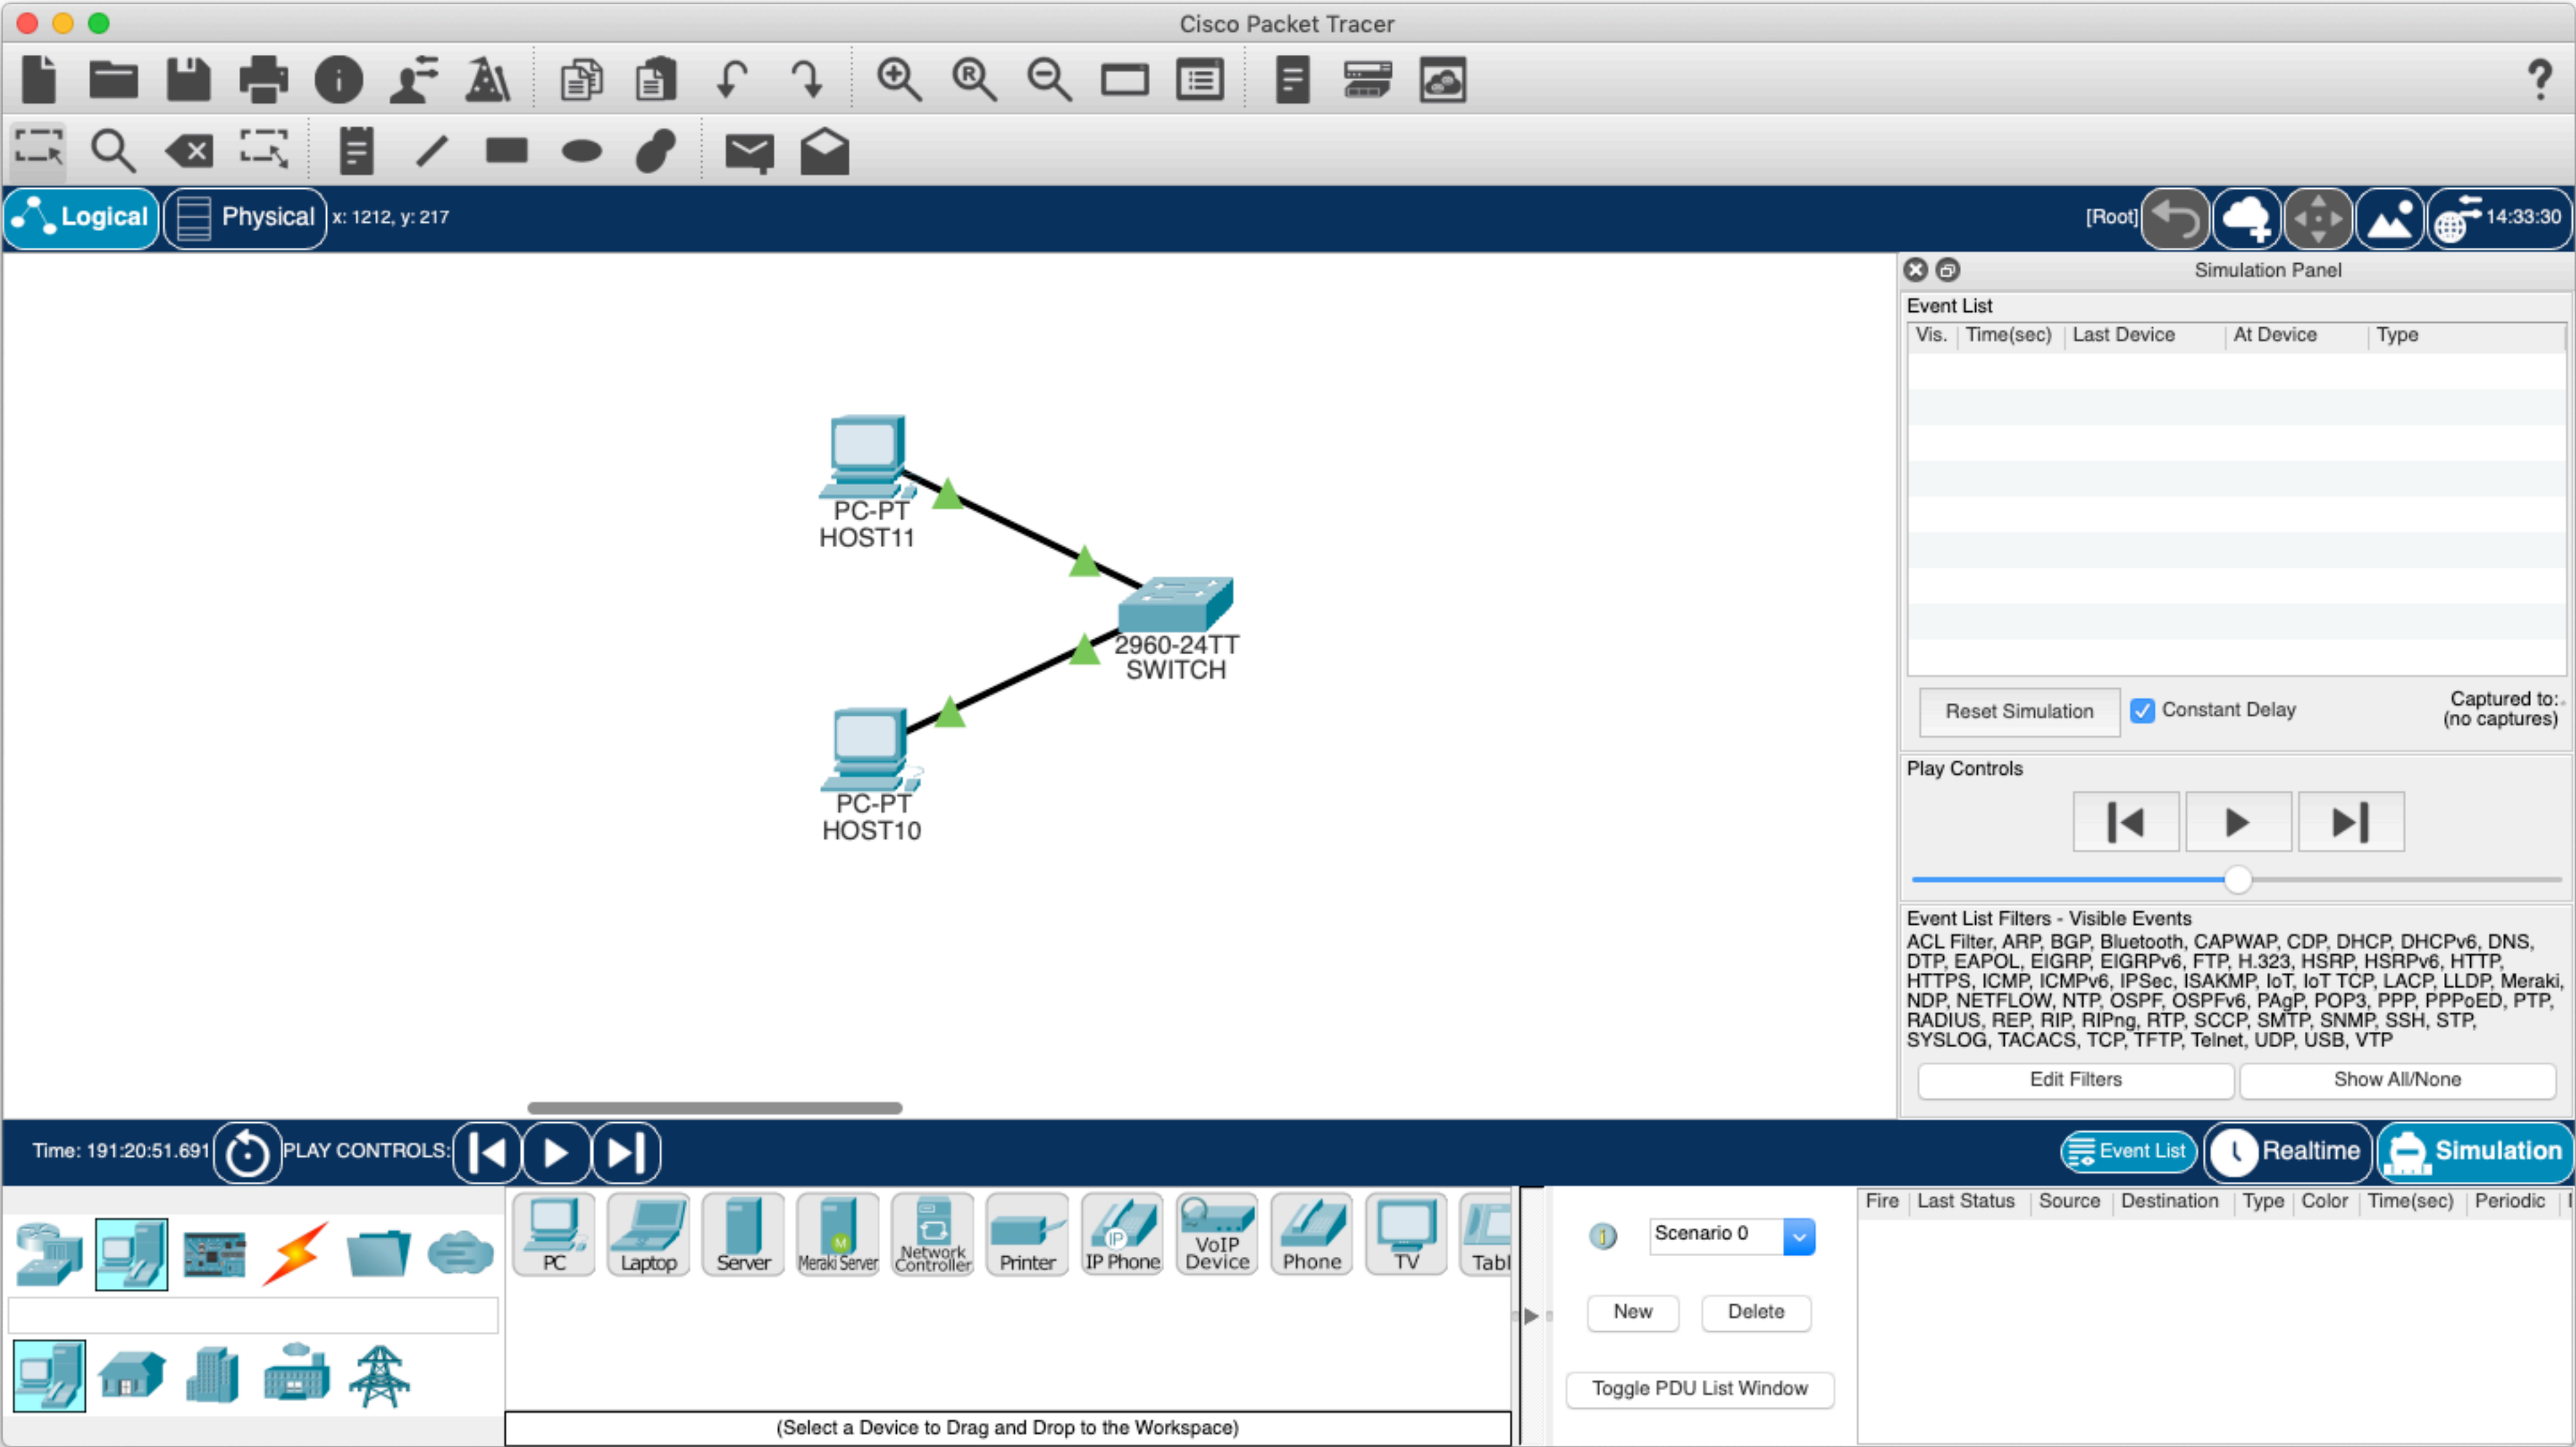 Cisco Packet Tracer
Logical
Physical
x: 1212, y: 217
[Root]
14:33:30
PC-PT
HOST11
2960-24TT
SWITCH
PC-PT
HOST10
Simulation Panel
Event List
Vis. Time(sec) Last Device At Device Type
Reset Simulation
Constant Delay
Captured to:
(no captures)
Play Controls
Event List Filters - Visible Events
ACL Filter, ARP, BGP, Bluetooth, CAPWAP, CDP, DHCP, DHCPv6, DNS,
DTP, EAPOL, EIGRP, EIGRPv6, FTP, H.323, HSRP, HSRPv6, HTTP,
HTTPS, ICMP, ICMPv6, IPSec, ISAKMP, IoT, IoT TCP, LACP, LLDP, Meraki,
NDP, NETFLOW, NTP, OSPF, OSPFv6, PAgP, POP3, PPP, PPPoED, PTP,
RADIUS, REP, RIP, RIPng, RTP, SCCP, SMTP, SNMP, SSH, STP,
SYSLOG, TACACS, TCP, TFTP, Telnet, UDP, USB, VTP
Edit Filters
Show All/None
Time: 191:20:51.691
PLAY CONTROLS:
Event List
Realtime
Simulation
PC
Laptop
Server
M
Meraki Server
Network
Controller
Printer
IP
IP Phone
VoIP
Device
Phone
TV
Tabl
(Select a Device to Drag and Drop to the Workspace)
Scenario 0
New
Delete
Toggle PDU List Window
Fire Last Status Source Destination Type Color Time(sec) Periodic